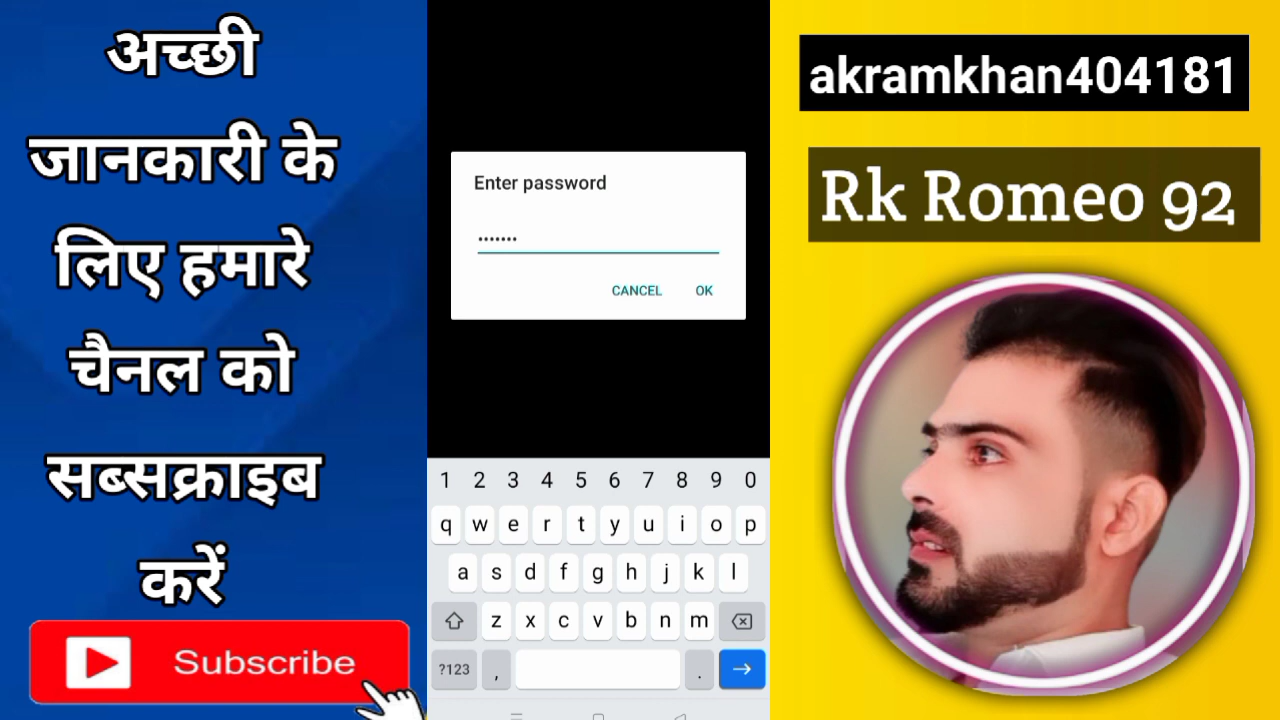 अच्छी
जानकारी के
लिए हमारे
चैनल को
सब्सक्राइब
करें
Subscribe
Enter password
•••••••
CANCEL OK
1 2 3 4 5 6 7 8 9 0
q w e r t y u i o p
a s d f g h j k l
z x c v b n m
?123 , .
akramkhan404181
Rk Romeo 92